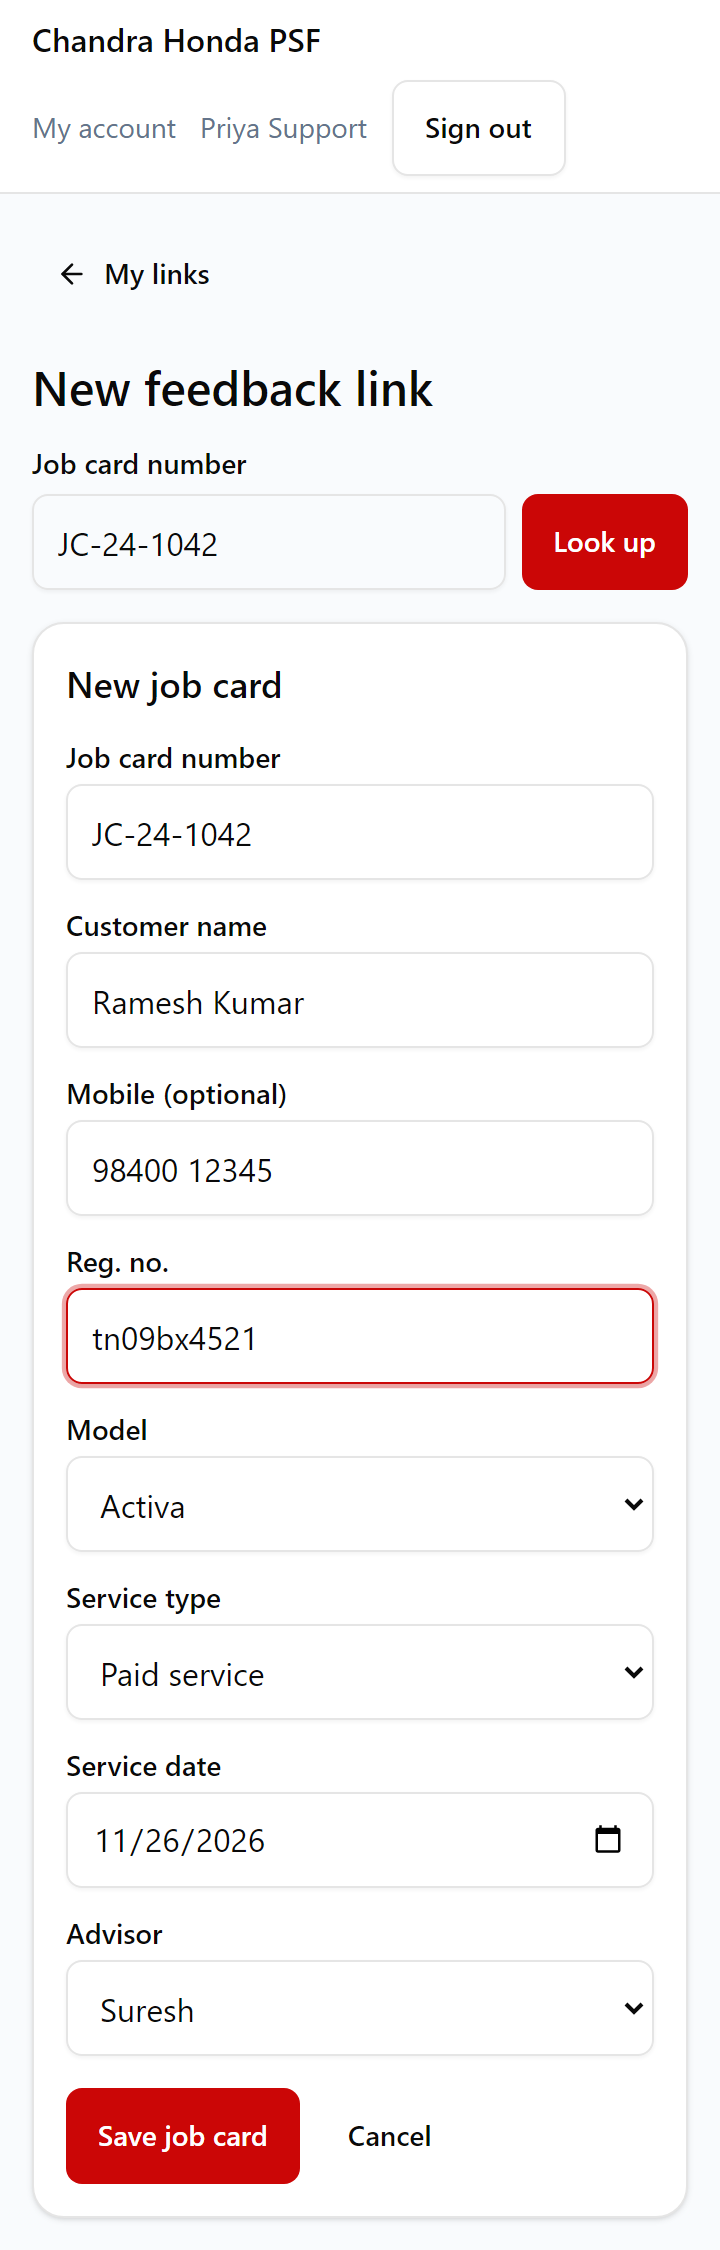 Chandra Honda PSF
My account Priya Support Sign out
← My links
New feedback link
Job card number
JC-24-1042 Look up
New job card
Job card number
JC-24-1042
Customer name
Ramesh Kumar
Mobile (optional)
98400 12345
Reg. no.
tn09bx4521
Model
Activa
Service type
Paid service
Service date
11/26/2026
Advisor
Suresh
Save job card Cancel